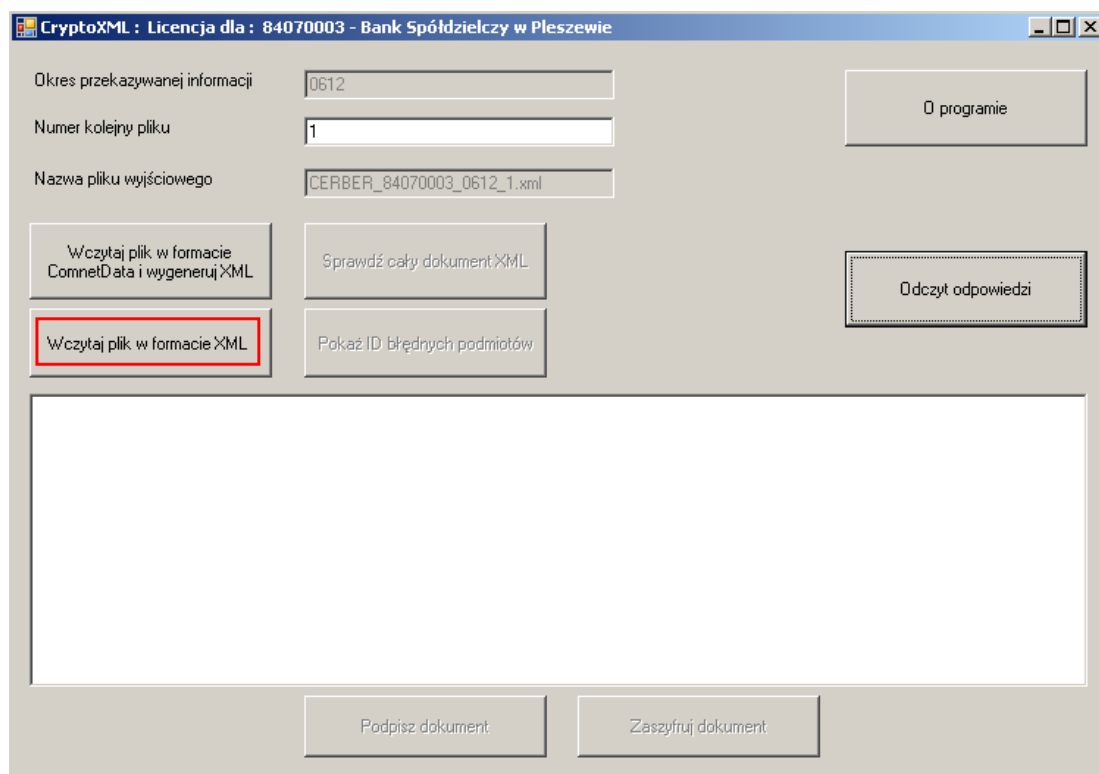 CryptoXML : Licencja dla : 84070003 - Bank Spółdzielczy w Pleszewie
Okres przekazywanej informacji
0612
O programie
Numer kolejny pliku
1
Nazwa pliku wyjściowego
CERBER_84070003_0612_1.xml
Wczytaj plik w formacie
ComnetData i wygeneruj XML
Sprawdź cały dokument XML
Odczyt odpowiedzi
Wczytaj plik w formacie XML
Pokaż ID błędnych podmiotów
Podpisz dokument
Zaszyfruj dokument